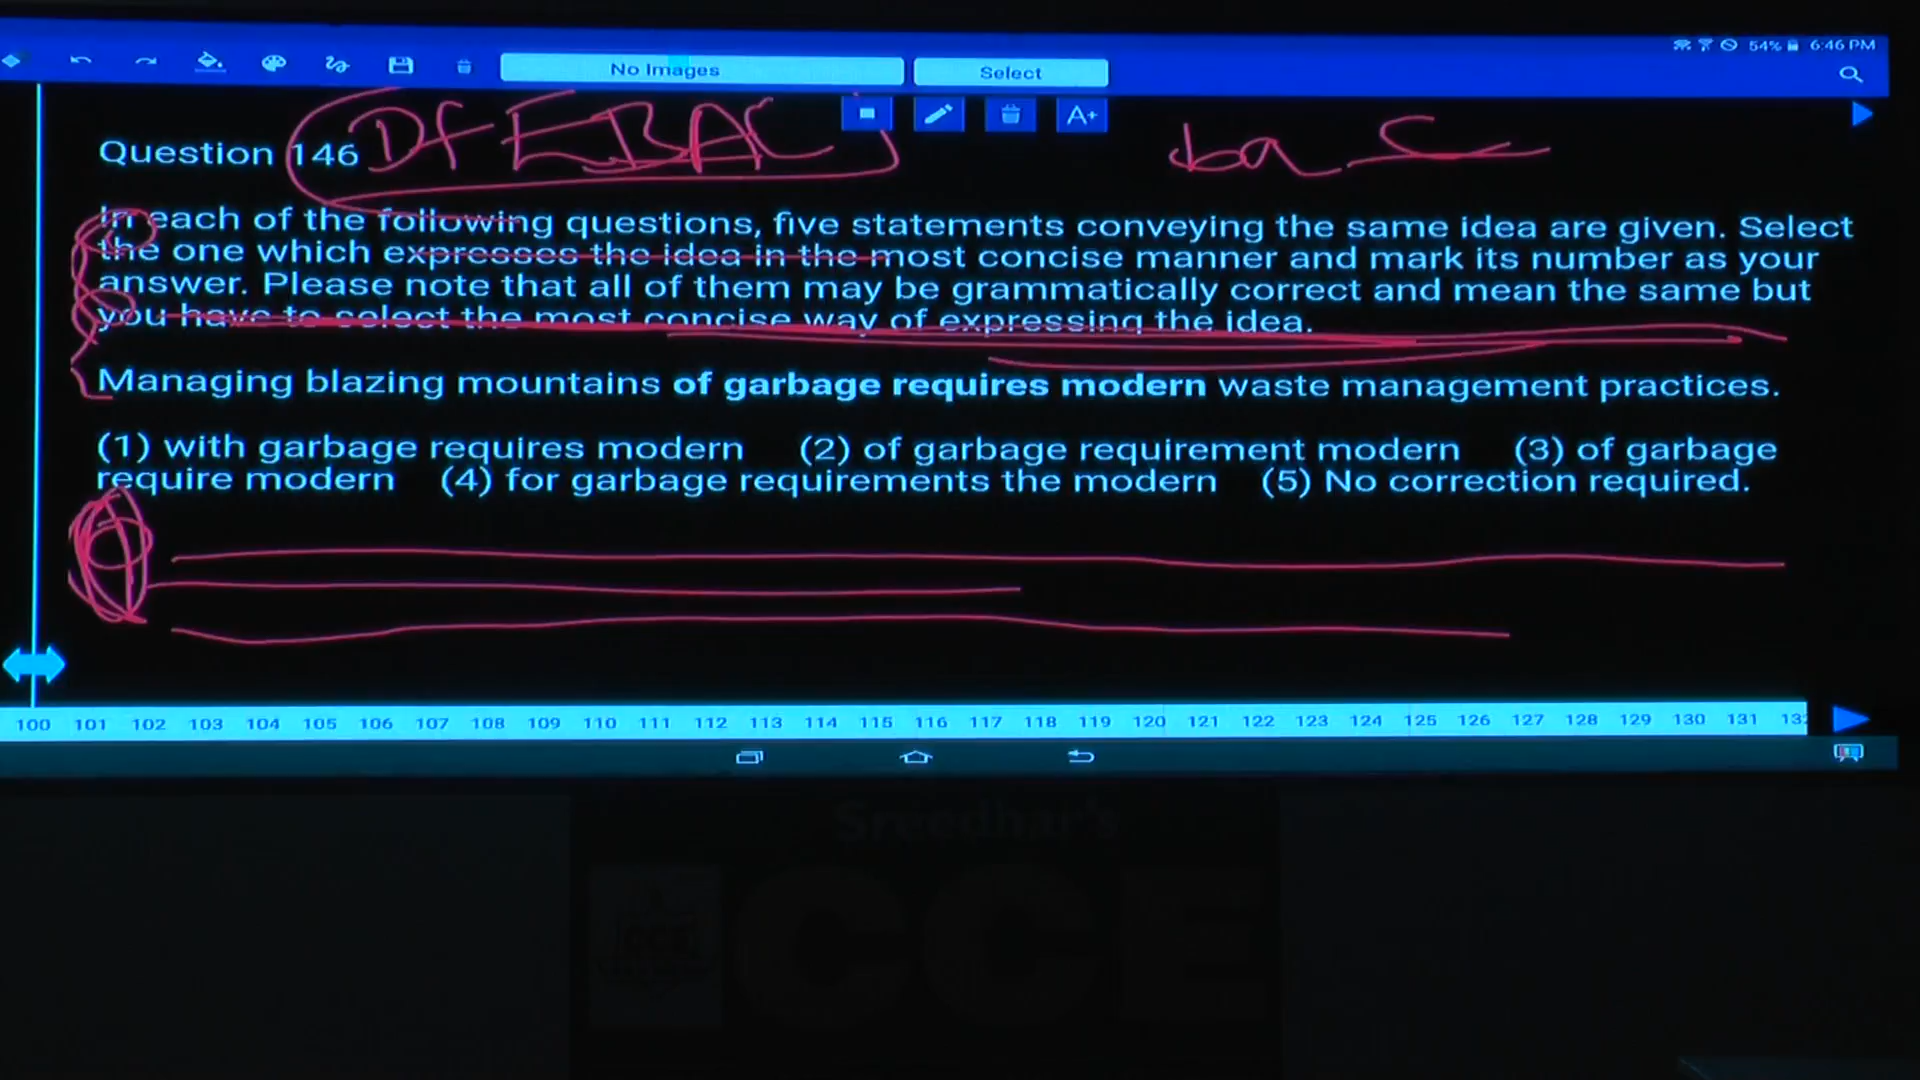 54% 6:46 PM
No Images Select
A+
DFEBAC
Question 146
In each of the following questions, five statements conveying the same idea are given. Select
the one which expresses the idea in the most concise manner and mark its number as your
answer. Please note that all of them may be grammatically correct and mean the same but
you have to select the most concise way of expressing the idea.
Managing blazing mountains of garbage requires modern waste management practices.
(1) with garbage requires modern (2) of garbage requirement modern (3) of garbage
require modern (4) for garbage requirements the modern (5) No correction required.
100 101 102 103 104 105 106 107 108 109 110 111 112 113 114 115 116 117 118 119 120 121 122 123 124 125 126 127 128 129 130 131 132
Sreedhar's
CCE